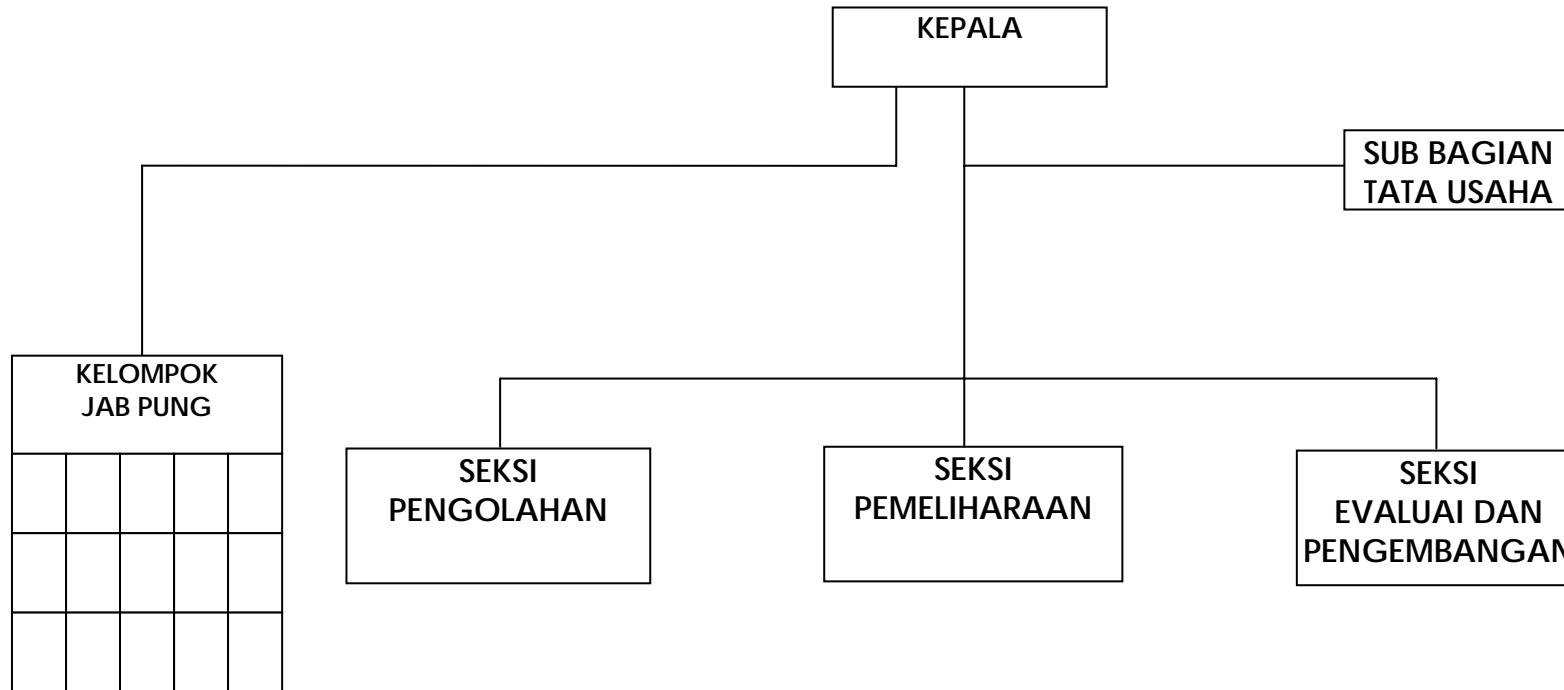 KEPALA
SUB BAGIAN
TATA USAHA
KELOMPOK
JAB PUNG
SEKSI
PENGOLAHAN
SEKSI
PEMELIHARAAN
SEKSI
EVALUAI DAN
PENGEMBANGAN